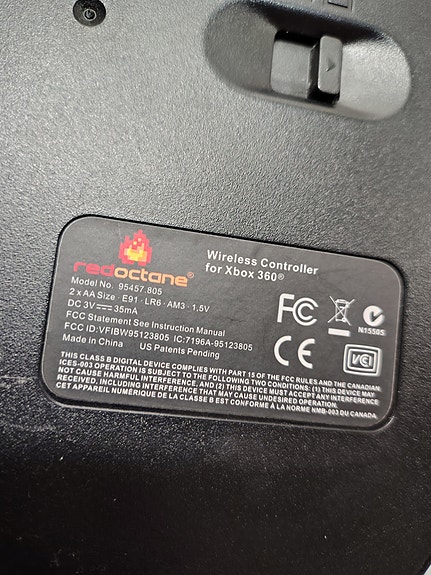 redoctane®
Wireless Controller
for Xbox 360®
Model No. 95457.805
2 x AA Size · E91 · LR6 · AM3 · 1.5V
DC 3V⎓35mA
FCC Statement See Instruction Manual
FCC ID:VFIBW95123805 IC:7196A-95123805
Made in China US Patents Pending
FC
N15505
CE
VCI
THIS CLASS B DIGITAL DEVICE COMPLIES WITH PART 15 OF THE FCC RULES AND THE CANADIAN
ICES-003 OPERATION IS SUBJECT TO THE FOLLOWING TWO CONDITIONS: (1) THIS DEVICE MAY
NOT CAUSE HARMFUL INTERFERENCE, AND (2) THIS DEVICE MUST ACCEPT ANY INTERFERENCE
RECEIVED, INCLUDING INTERFERENCE THAT MAY CAUSE UNDESIRED OPERATION.
CET APPAREIL NUMÉRIQUE DE LA CLASSE B EST CONFORME À LA NORME NMB-003 DU CANADA